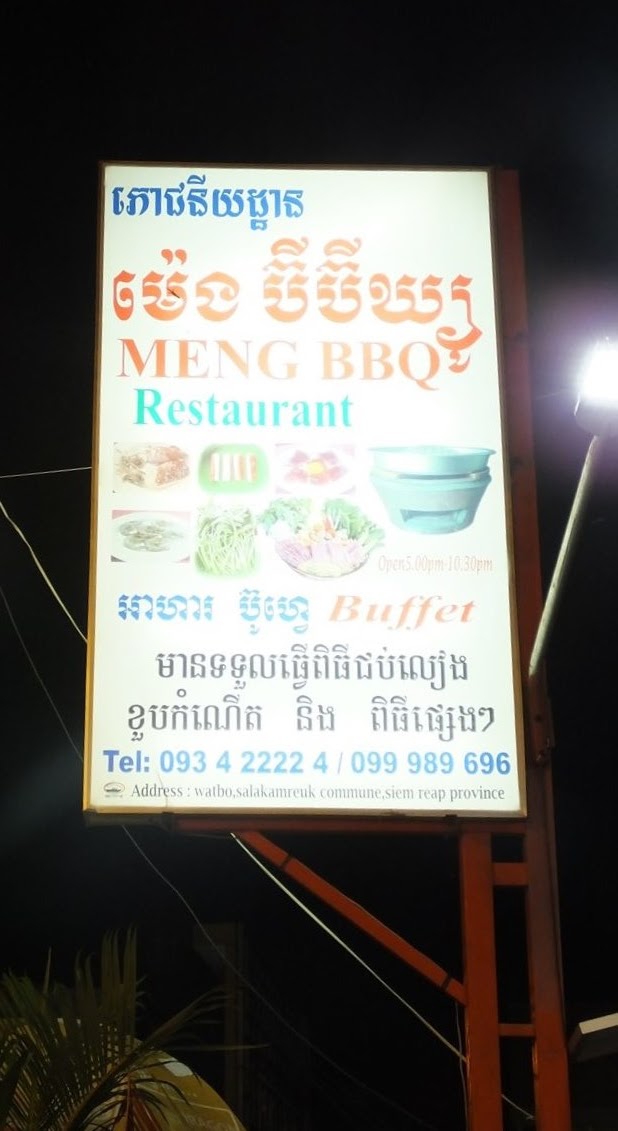 ភោជនីយដ្ឋាន
ម៉េង ប៊ីប៊ីឃ្យូ
MENG BBQ
Restaurant
Open5.00pm-10.30pm
អាហារ ប៊ូហ្វេ Buffet
មានទទួលធ្វើពិធីជប់លៀង
ខួបកំណើត និង ពិធីផ្សេងៗ
Tel: 093 4 2222 4 / 099 989 696
Address : watbo,salakamreuk commune,siem reap province